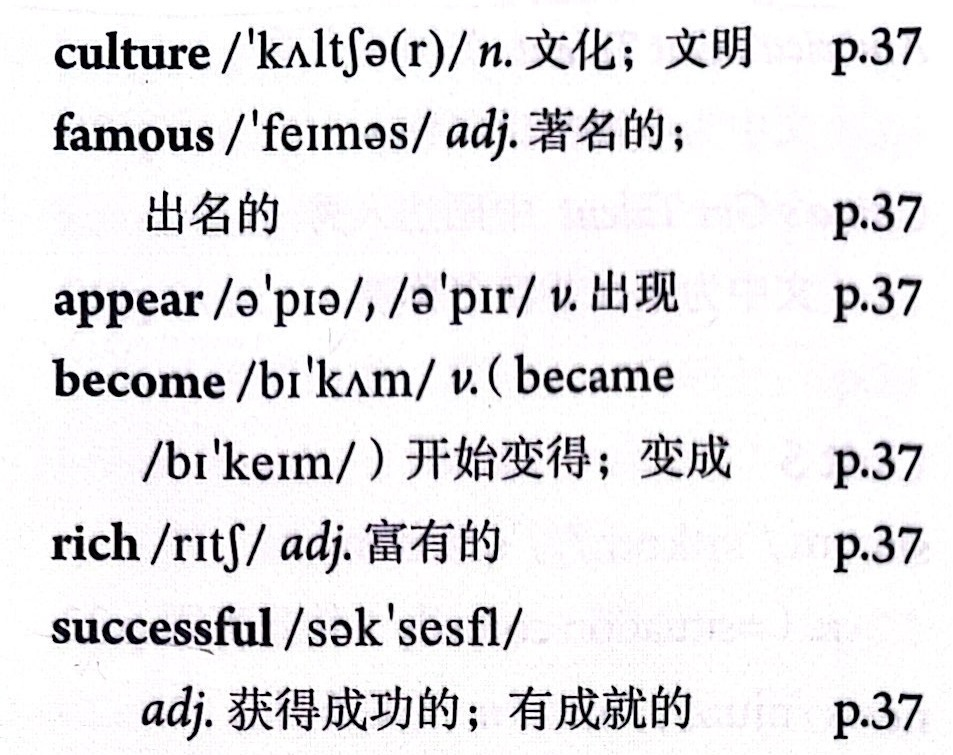 culture /ˈkʌltʃə(r)/ n. 文化；文明 p.37
famous /ˈfeɪməs/ adj. 著名的；
出名的 p.37
appear /əˈpɪə/, /əˈpɪr/ v. 出现 p.37
become /bɪˈkʌm/ v.（became
/bɪˈkeɪm/）开始变得；变成 p.37
rich /rɪtʃ/ adj. 富有的 p.37
successful /səkˈsesfl/
adj. 获得成功的；有成就的 p.37